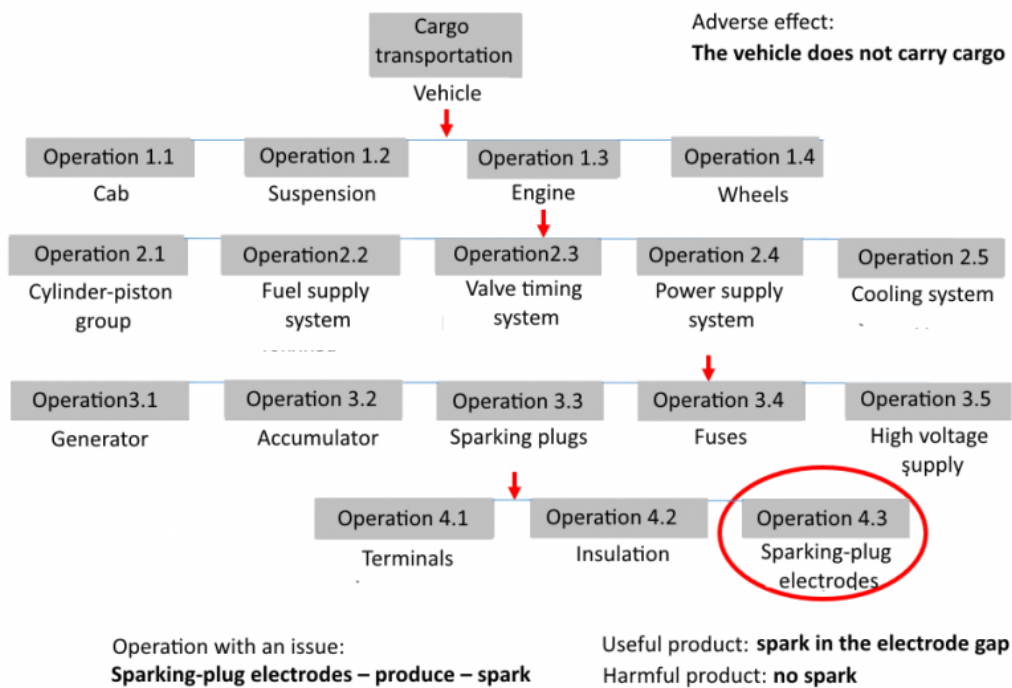 Cargo
transportation
Vehicle
Adverse effect:
The vehicle does not carry cargo
Operation 1.1
Operation 1.2
Operation 1.3
Operation 1.4
Cab
Suspension
Engine
Wheels
Operation 2.1
Operation2.2
Operation2.3
Operation 2.4
Operation 2.5
Cylinder-piston
group
Fuel supply
system
Valve timing
system
Power supply
system
Cooling system
Operation3.1
Operation 3.2
Operation 3.3
Operation 3.4
Operation 3.5
Generator
Accumulator
Sparking plugs
Fuses
High voltage
supply
Operation 4.1
Operation 4.2
Operation 4.3
Terminals
Insulation
Sparking-plug
electrodes
Operation with an issue:
Sparking-plug electrodes – produce – spark
Useful product: spark in the electrode gap
Harmful product: no spark